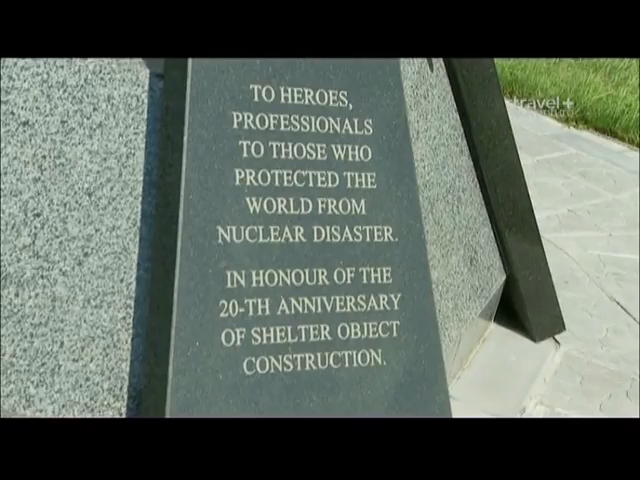 TO HEROES,
PROFESSIONALS
TO THOSE WHO
PROTECTED THE
WORLD FROM
NUCLEAR DISASTER.
IN HONOUR OF THE
20-TH ANNIVERSARY
OF SHELTER OBJECT
CONSTRUCTION.
travel+